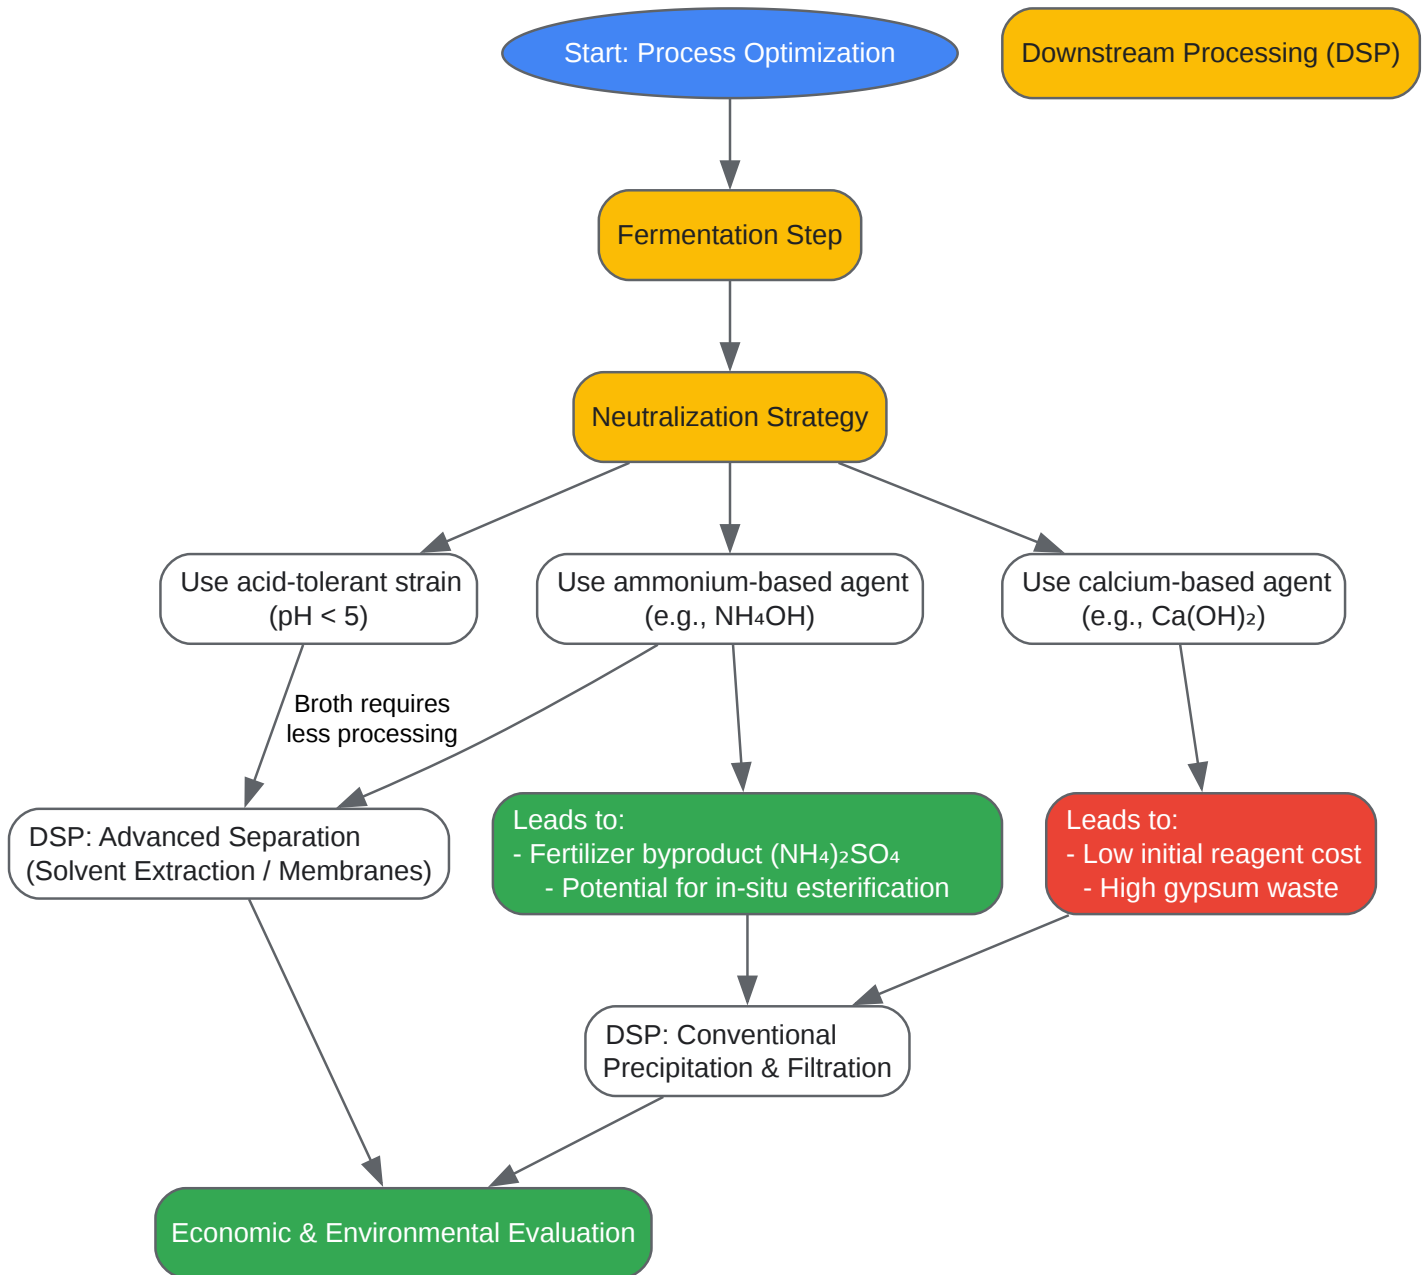 Start: Process Optimization
Downstream Processing (DSP)
Fermentation Step
Neutralization Strategy
Use acid-tolerant strain
(pH < 5)
Use ammonium-based agent
(e.g., NH₄OH)
Use calcium-based agent
(e.g., Ca(OH)₂)
Broth requires
less processing
DSP: Advanced Separation
(Solvent Extraction / Membranes)
Leads to:
- Fertilizer byproduct (NH₄)₂SO₄
- Potential for in-situ esterification
Leads to:
- Low initial reagent cost
- High gypsum waste
DSP: Conventional
Precipitation & Filtration
Economic & Environmental Evaluation